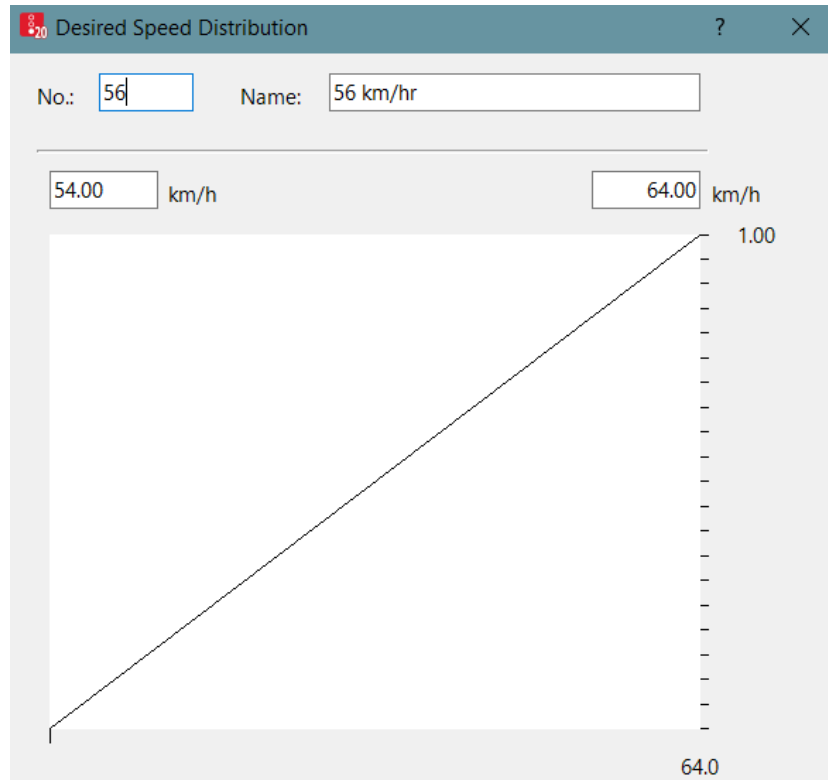 20 Desired Speed Distribution ? ×
No.: 56 Name: 56 km/hr
54.00 km/h 64.00 km/h
1.00
64.0